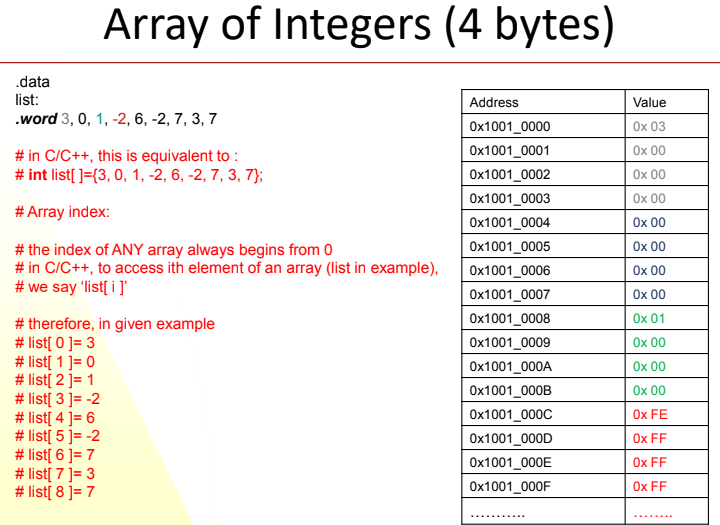 Array of Integers (4 bytes)
.data
list:
.word 3, 0, 1, -2, 6, -2, 7, 3, 7
# in C/C++, this is equivalent to :
# int list[ ]={3, 0, 1, -2, 6, -2, 7, 3, 7};
# Array index:
# the index of ANY array always begins from 0
# in C/C++, to access ith element of an array (list in example),
# we say ‘list[ i ]’
# therefore, in given example
# list[ 0 ]= 3
# list[ 1 ]= 0
# list[ 2 ]= 1
# list[ 3 ]= -2
# list[ 4 ]= 6
# list[ 5 ]= -2
# list[ 6 ]= 7
# list[ 7 ]= 3
# list[ 8 ]= 7
Address Value
0x1001_0000 0x 03
0x1001_0001 0x 00
0x1001_0002 0x 00
0x1001_0003 0x 00
0x1001_0004 0x 00
0x1001_0005 0x 00
0x1001_0006 0x 00
0x1001_0007 0x 00
0x1001_0008 0x 01
0x1001_0009 0x 00
0x1001_000A 0x 00
0x1001_000B 0x 00
0x1001_000C 0x FE
0x1001_000D 0x FF
0x1001_000E 0x FF
0x1001_000F 0x FF
……….. ……..